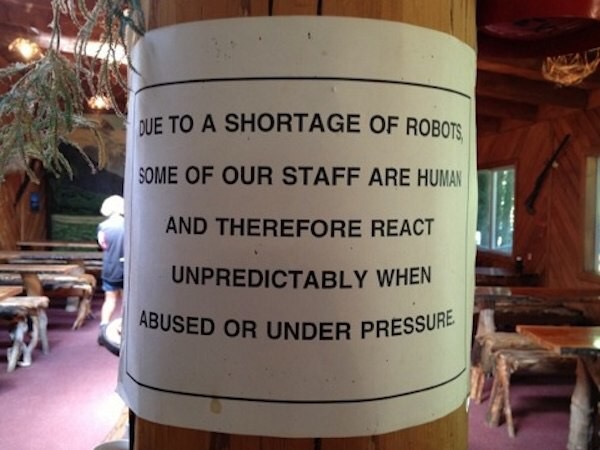 DUE TO A SHORTAGE OF ROBOTS,
SOME OF OUR STAFF ARE HUMAN
AND THEREFORE REACT
UNPREDICTABLY WHEN
ABUSED OR UNDER PRESSURE.